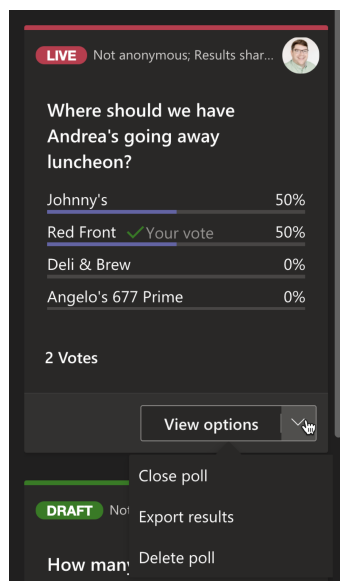 LIVE Not anonymous; Results shar...
Where should we have
Andrea's going away
luncheon?
Johnny's 50%
Red Front Your vote 50%
Deli & Brew 0%
Angelo's 677 Prime 0%
2 Votes
View options
Close poll
DRAFT Not
Export results
How many
Delete poll